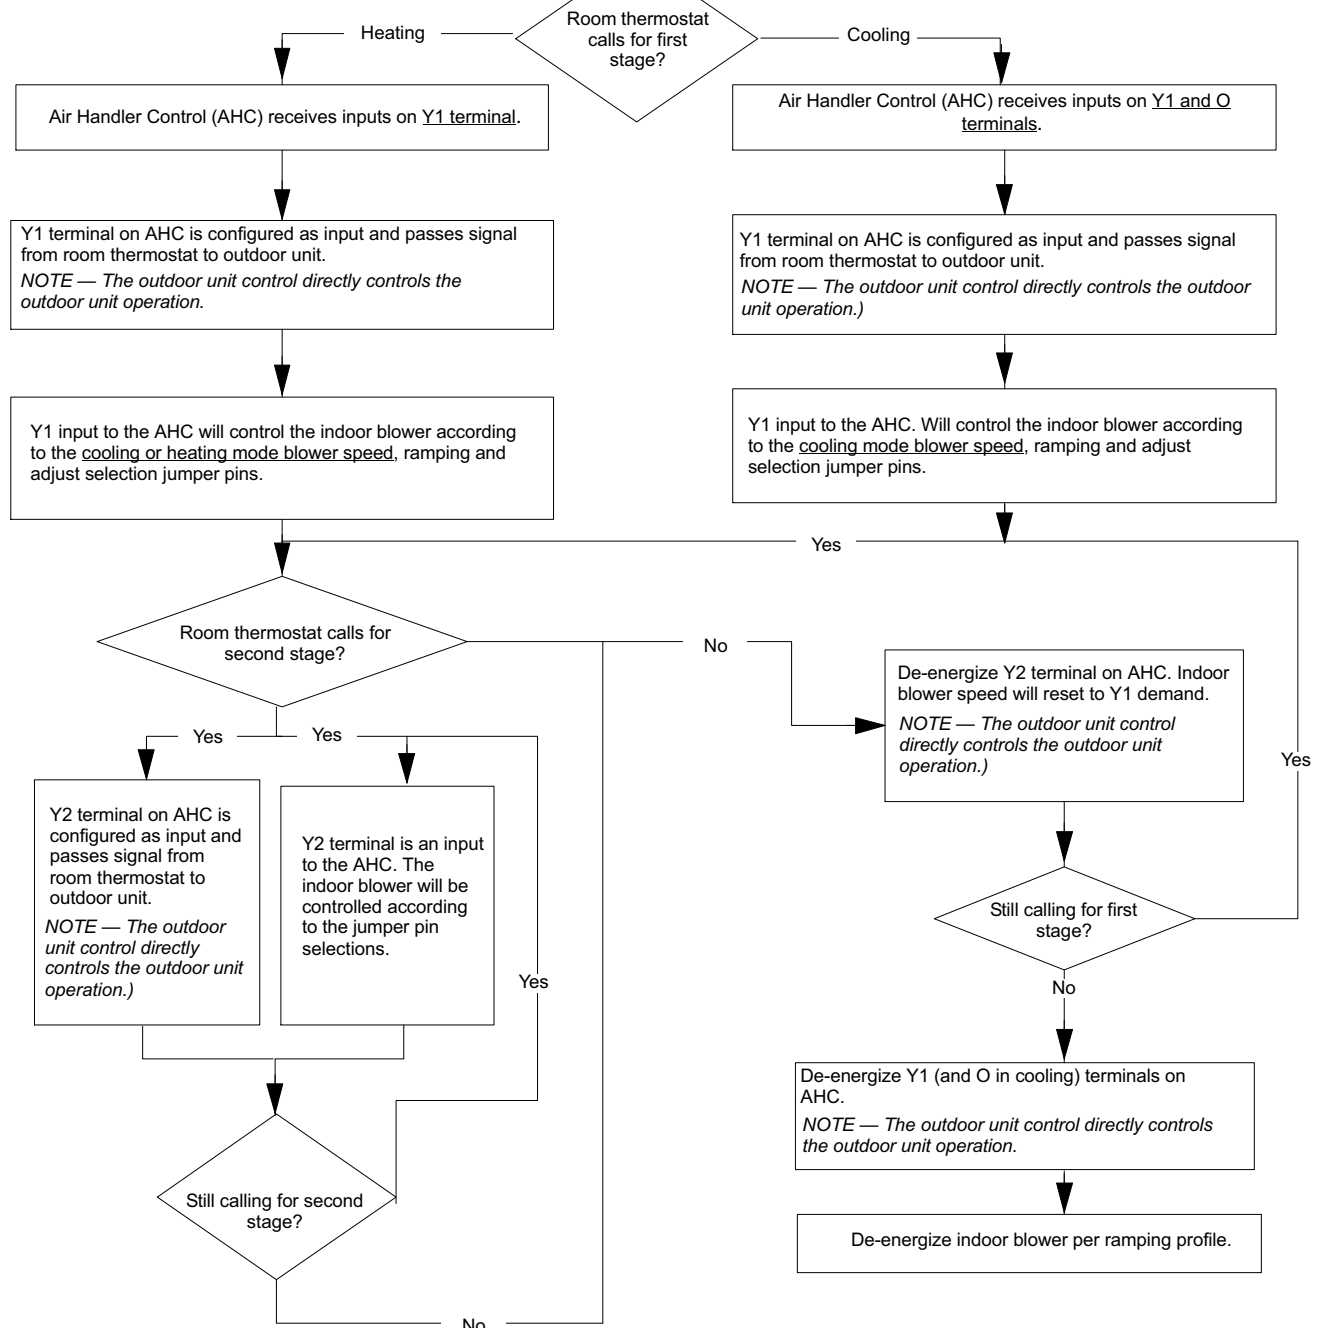 Room thermostat
calls for first
stage?
Heating
Cooling
Air Handler Control (AHC) receives inputs on Y1 terminal.
Air Handler Control (AHC) receives inputs on Y1 and O
terminals.
Y1 terminal on AHC is configured as input and passes signal
from room thermostat to outdoor unit.
NOTE — The outdoor unit control directly controls the
outdoor unit operation.
Y1 terminal on AHC is configured as input and passes signal
from room thermostat to outdoor unit.
NOTE — The outdoor unit control directly controls the outdoor
unit operation.)
Y1 input to the AHC will control the indoor blower according
to the cooling or heating mode blower speed, ramping and
adjust selection jumper pins.
Y1 input to the AHC. Will control the indoor blower according
to the cooling mode blower speed, ramping and adjust
selection jumper pins.
Yes
Room thermostat calls for
second stage?
No
De-energize Y2 terminal on AHC. Indoor
blower speed will reset to Y1 demand.
NOTE — The outdoor unit control
directly controls the outdoor unit
operation.)
Yes
Yes
Yes
Y2 terminal on AHC is
configured as input and
passes signal from
room thermostat to
outdoor unit.
NOTE — The outdoor
unit control directly
controls the outdoor unit
operation.)
Y2 terminal is an input
to the AHC. The
indoor blower will be
controlled according
to the jumper pin
selections.
Yes
Still calling for first
stage?
No
De-energize Y1 (and O in cooling) terminals on
AHC.
NOTE — The outdoor unit control directly controls
the outdoor unit operation.
Still calling for second
stage?
De-energize indoor blower per ramping profile.
No